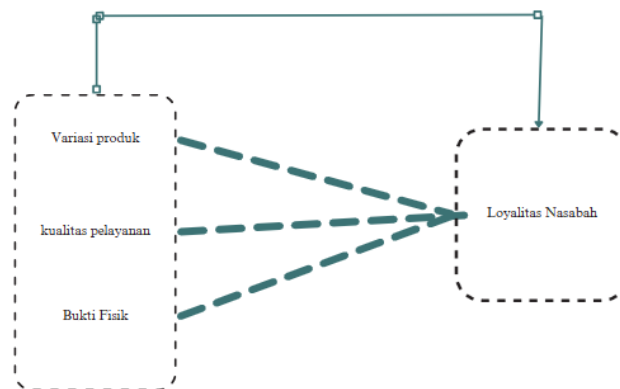 Variasi produk
kualitas pelayanan
Loyalitas Nasabah
Bukti Fisik